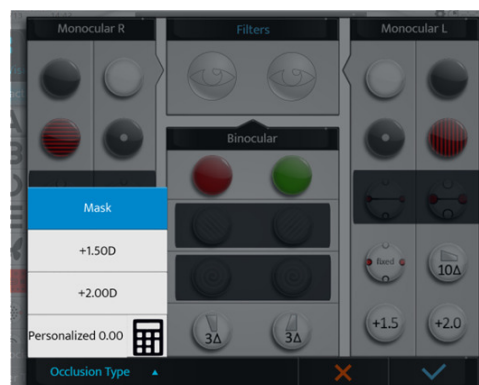 Monocular R
Filters
Monocular L
Binocular
Mask
+1.50D
+2.00D
Personalized 0.00
fixed
10Δ
3Δ
3Δ
+1.5
+2.0
Occlusion Type